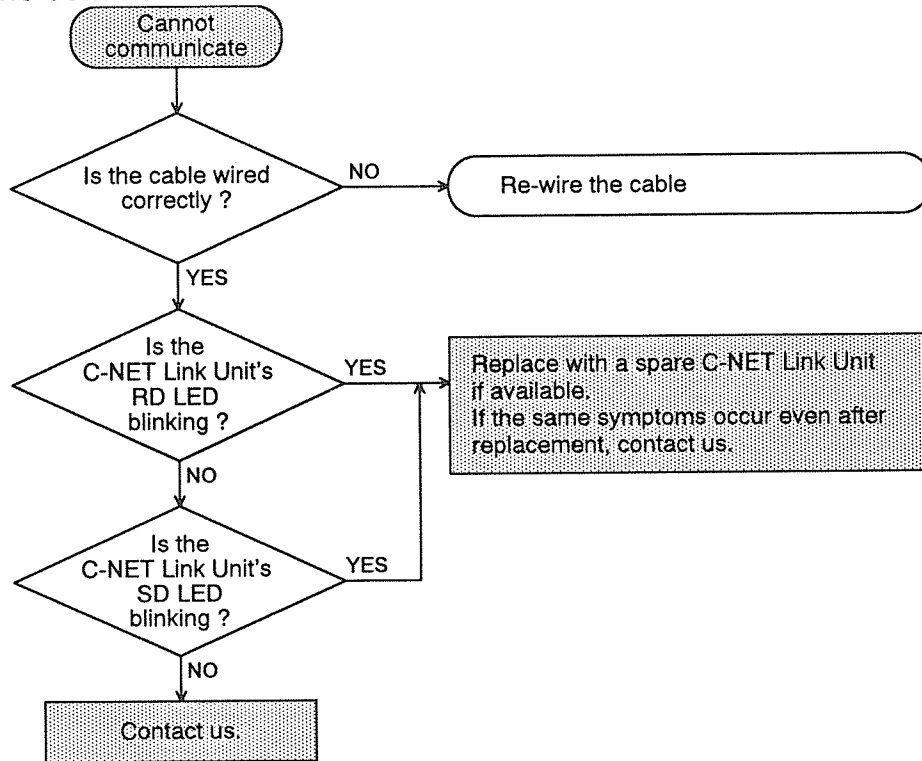 Cannot
communicate
Is the cable wired
correctly ?
NO
Re-wire the cable
YES
Is the
C-NET Link Unit's
RD LED
blinking ?
YES
Replace with a spare C-NET Link Unit
if available.
If the same symptoms occur even after
replacement, contact us.
NO
Is the
C-NET Link Unit's
SD LED
blinking ?
YES
NO
Contact us.